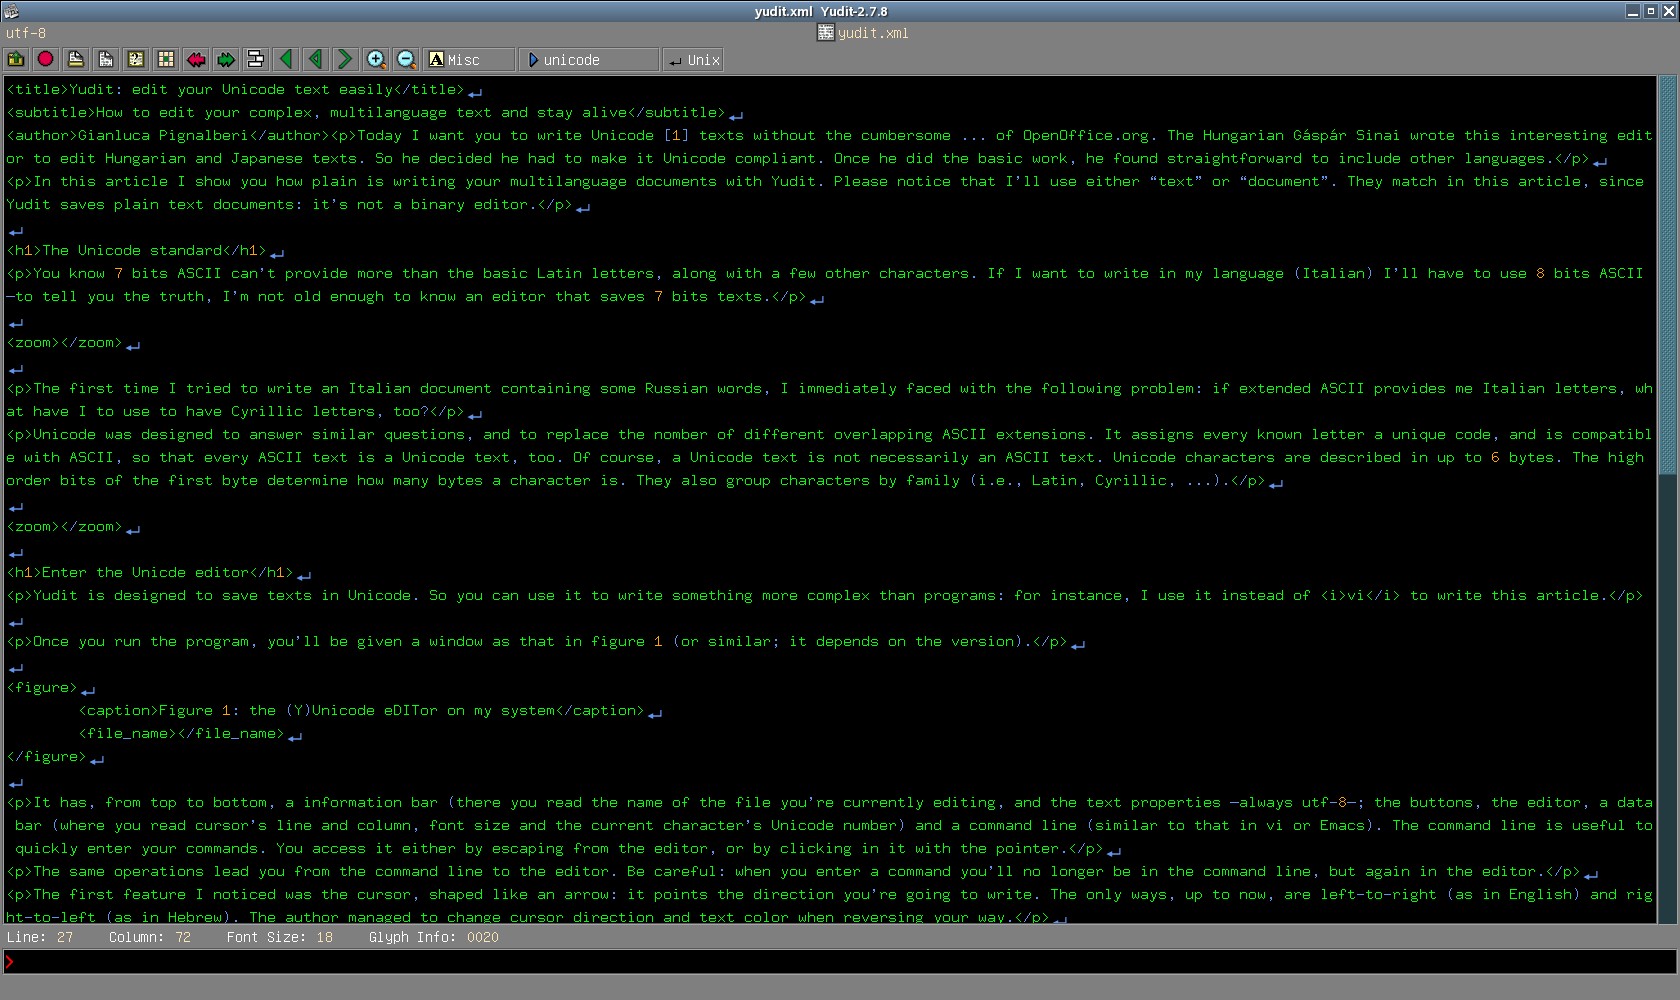 yudit.xml Yudit-2.7.8
utf-8 yudit.xml
Misc unicode Unix
<title>Yudit: edit your Unicode text easily</title>
<subtitle>How to edit your complex, multilanguage text and stay alive</subtitle>
<author>Gianluca Pignalberi</author><p>Today I want you to write Unicode [1] texts without the cumbersome ... of OpenOffice.org. The Hungarian Gáspár Sinai wrote this interesting edit
or to edit Hungarian and Japanese texts. So he decided he had to make it Unicode compliant. Once he did the basic work, he found straightforward to include other languages.</p>
<p>In this article I show you how plain is writing your multilanguage documents with Yudit. Please notice that I’ll use either “text” or “document”. They match in this article, since
Yudit saves plain text documents: it’s not a binary editor.</p>
<h1>The Unicode standard</h1>
<p>You know 7 bits ASCII can’t provide more than the basic Latin letters, along with a few other characters. If I want to write in my language (Italian) I’ll have to use 8 bits ASCII
—to tell you the truth, I’m not old enough to know an editor that saves 7 bits texts.</p>
<zoom></zoom>
<p>The first time I tried to write an Italian document containing some Russian words, I immediately faced with the following problem: if extended ASCII provides me Italian letters, wh
at have I to use to have Cyrillic letters, too?</p>
<p>Unicode was designed to answer similar questions, and to replace the nomber of different overlapping ASCII extensions. It assigns every known letter a unique code, and is compatibl
e with ASCII, so that every ASCII text is a Unicode text, too. Of course, a Unicode text is not necessarily an ASCII text. Unicode characters are described in up to 6 bytes. The high
order bits of the first byte determine how many bytes a character is. They also group characters by family (i.e., Latin, Cyrillic, ...).</p>
<zoom></zoom>
<h1>Enter the Unicde editor</h1>
<p>Yudit is designed to save texts in Unicode. So you can use it to write something more complex than programs: for instance, I use it instead of <i>vi</i> to write this article.</p>
<p>Once you run the program, you’ll be given a window as that in figure 1 (or similar; it depends on the version).</p>
<figure>
<caption>Figure 1: the (Y)Unicode eDITor on my system</caption>
<file_name></file_name>
</figure>
<p>It has, from top to bottom, a information bar (there you read the name of the file you’re currently editing, and the text properties —always utf-8—; the buttons, the editor, a data
bar (where you read cursor’s line and column, font size and the current character’s Unicode number) and a command line (similar to that in vi or Emacs). The command line is useful to
quickly enter your commands. You access it either by escaping from the editor, or by clicking in it with the pointer.</p>
<p>The same operations lead you from the command line to the editor. Be careful: when you enter a command you’ll no longer be in the command line, but again in the editor.</p>
<p>The first feature I noticed was the cursor, shaped like an arrow: it points the direction you’re going to write. The only ways, up to now, are left-to-right (as in English) and rig
ht-to-left (as in Hebrew). The author managed to change cursor direction and text color when reversing your way.</p>
Line: 27 Column: 72 Font Size: 18 Glyph Info: 0020